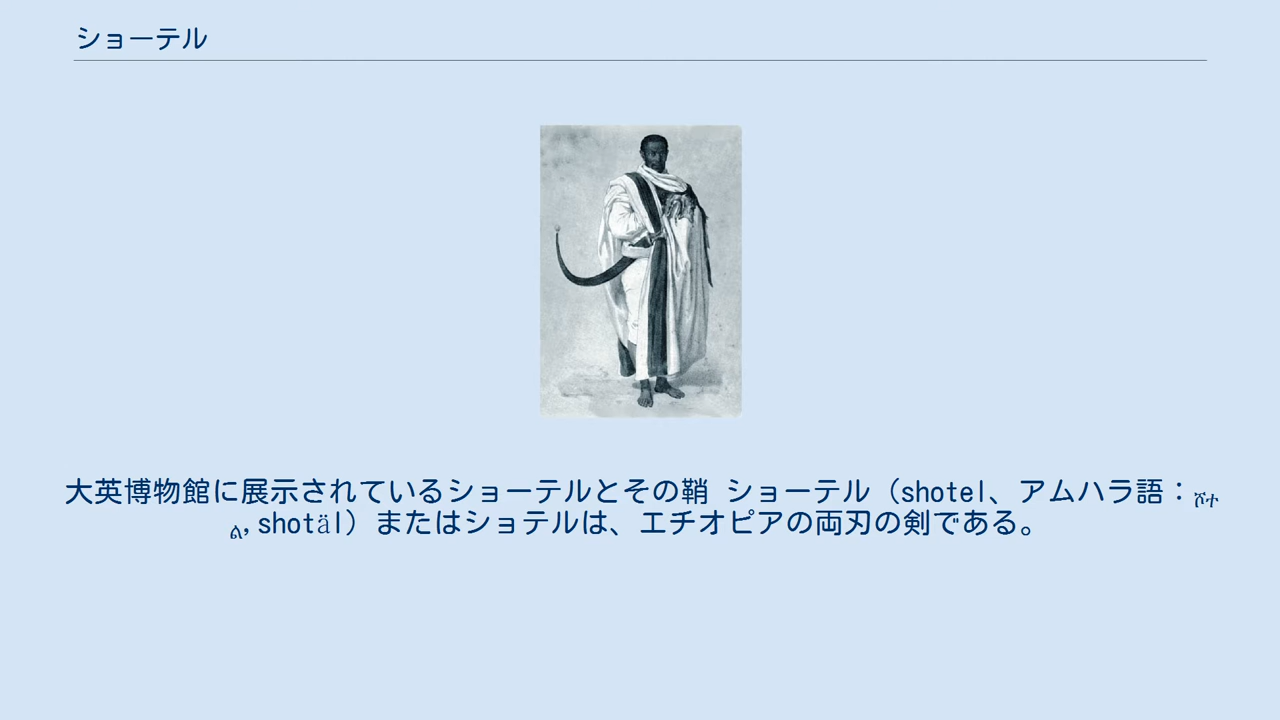 ショーテル
大英博物館に展示されているショーテルとその鞘 ショーテル（shotel、アムハラ語：ሾተ
ል, shotäl）またはショテルは、エチオピアの両刃の剣である。